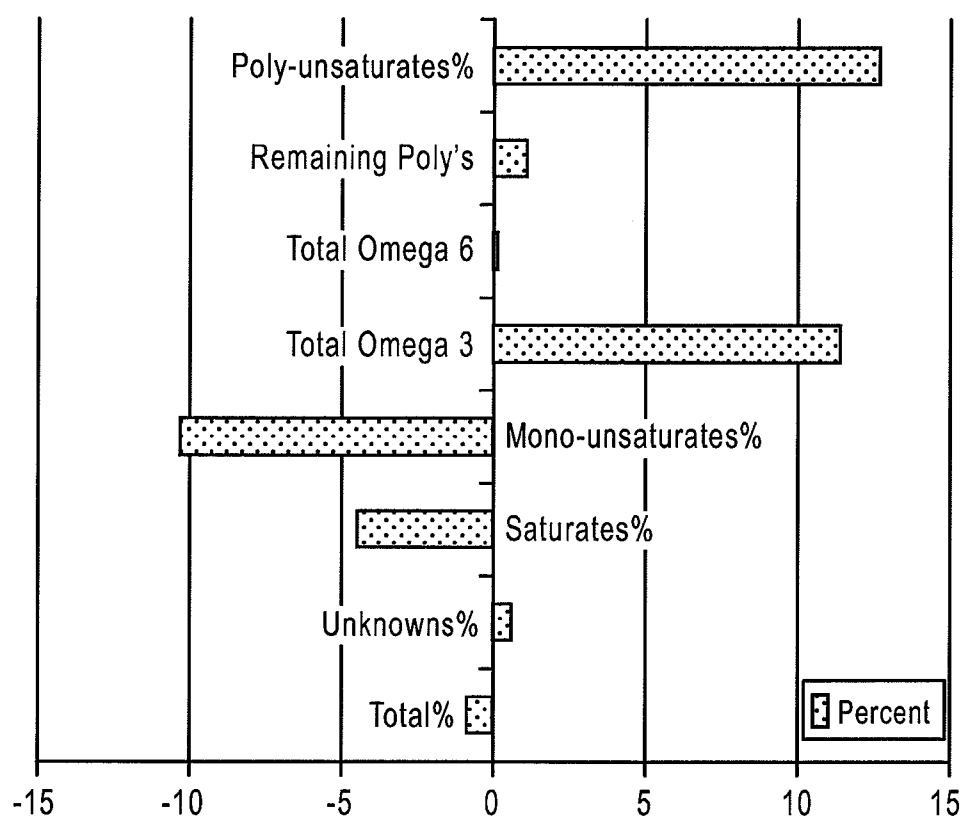 Poly-unsaturates%
Remaining Poly's
Total Omega 6
Total Omega 3
Mono-unsaturates%
Saturates%
Unknowns%
Total%
Percent
-15 -10 -5 0 5 10 15